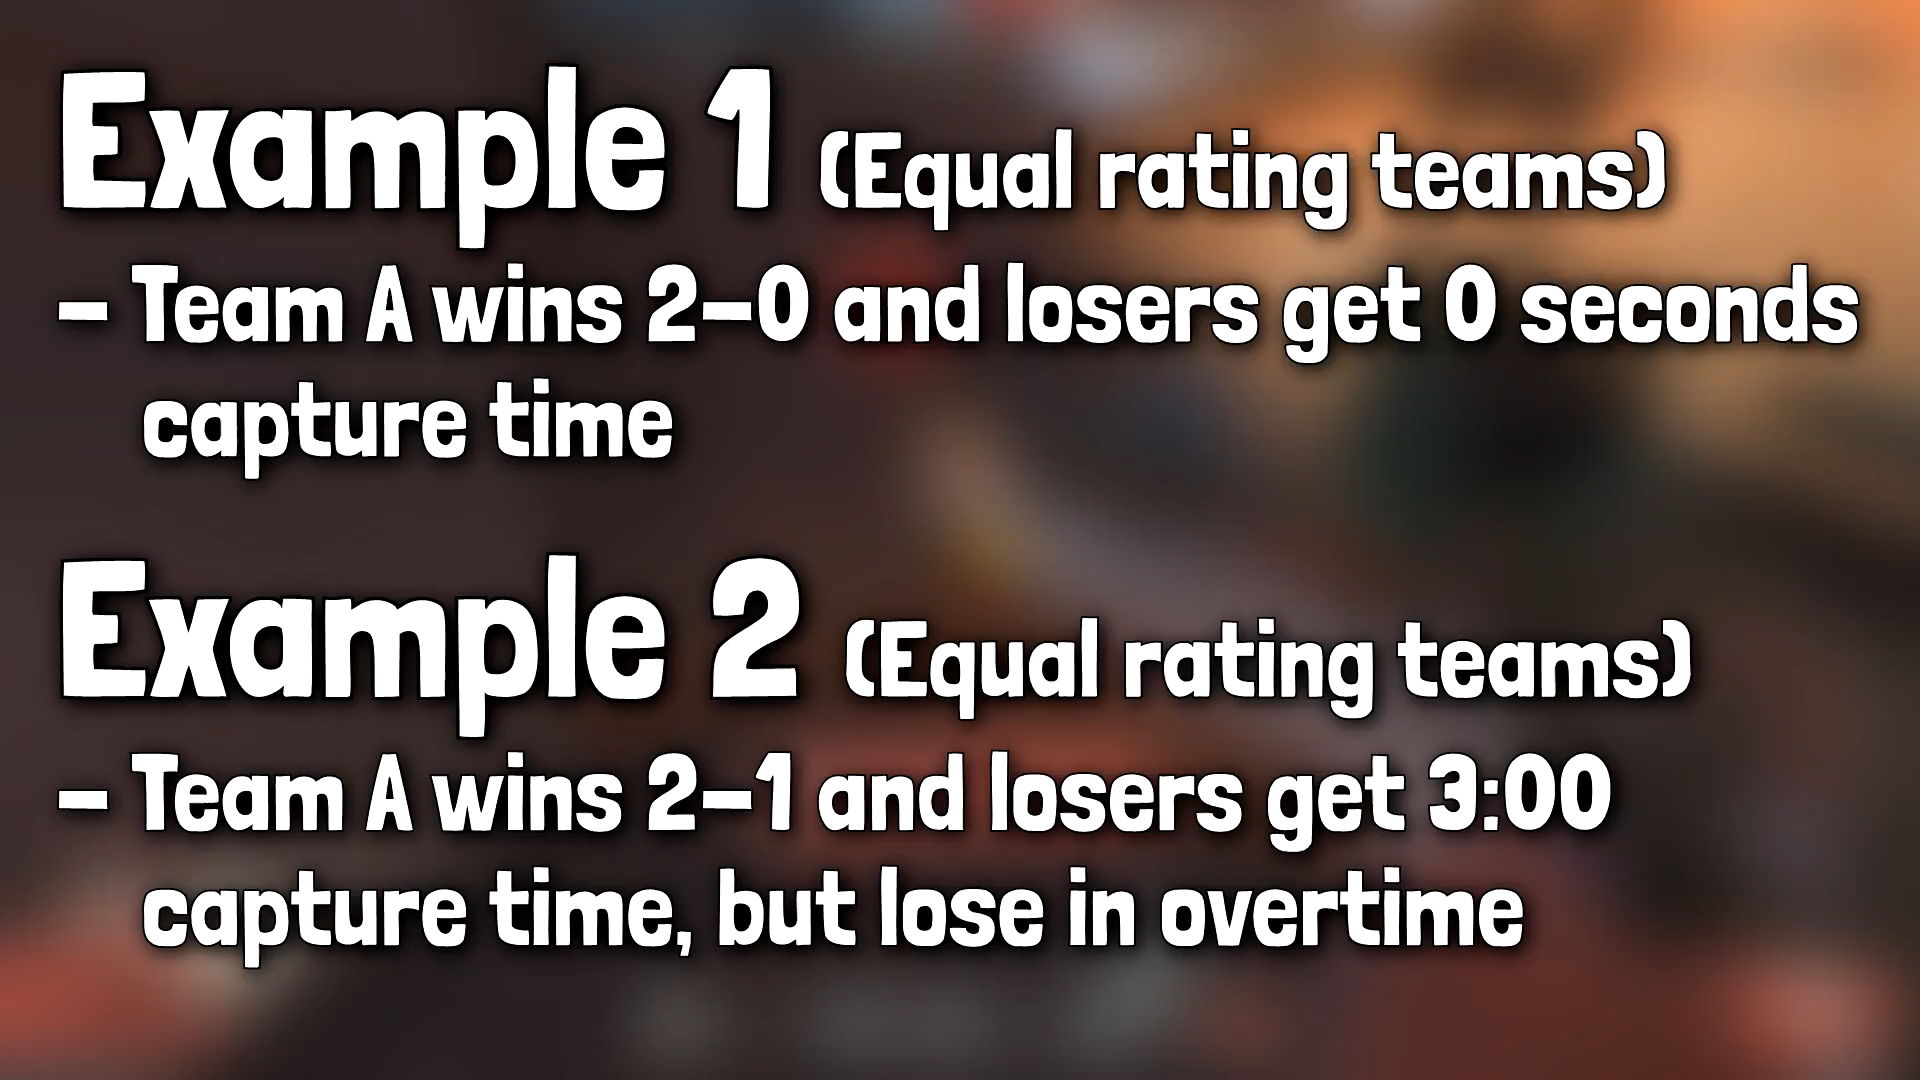 Example 1 (Equal rating teams)
- Team A wins 2-0 and losers get 0 seconds
capture time
Example 2 (Equal rating teams)
- Team A wins 2-1 and losers get 3:00
capture time, but lose in overtime